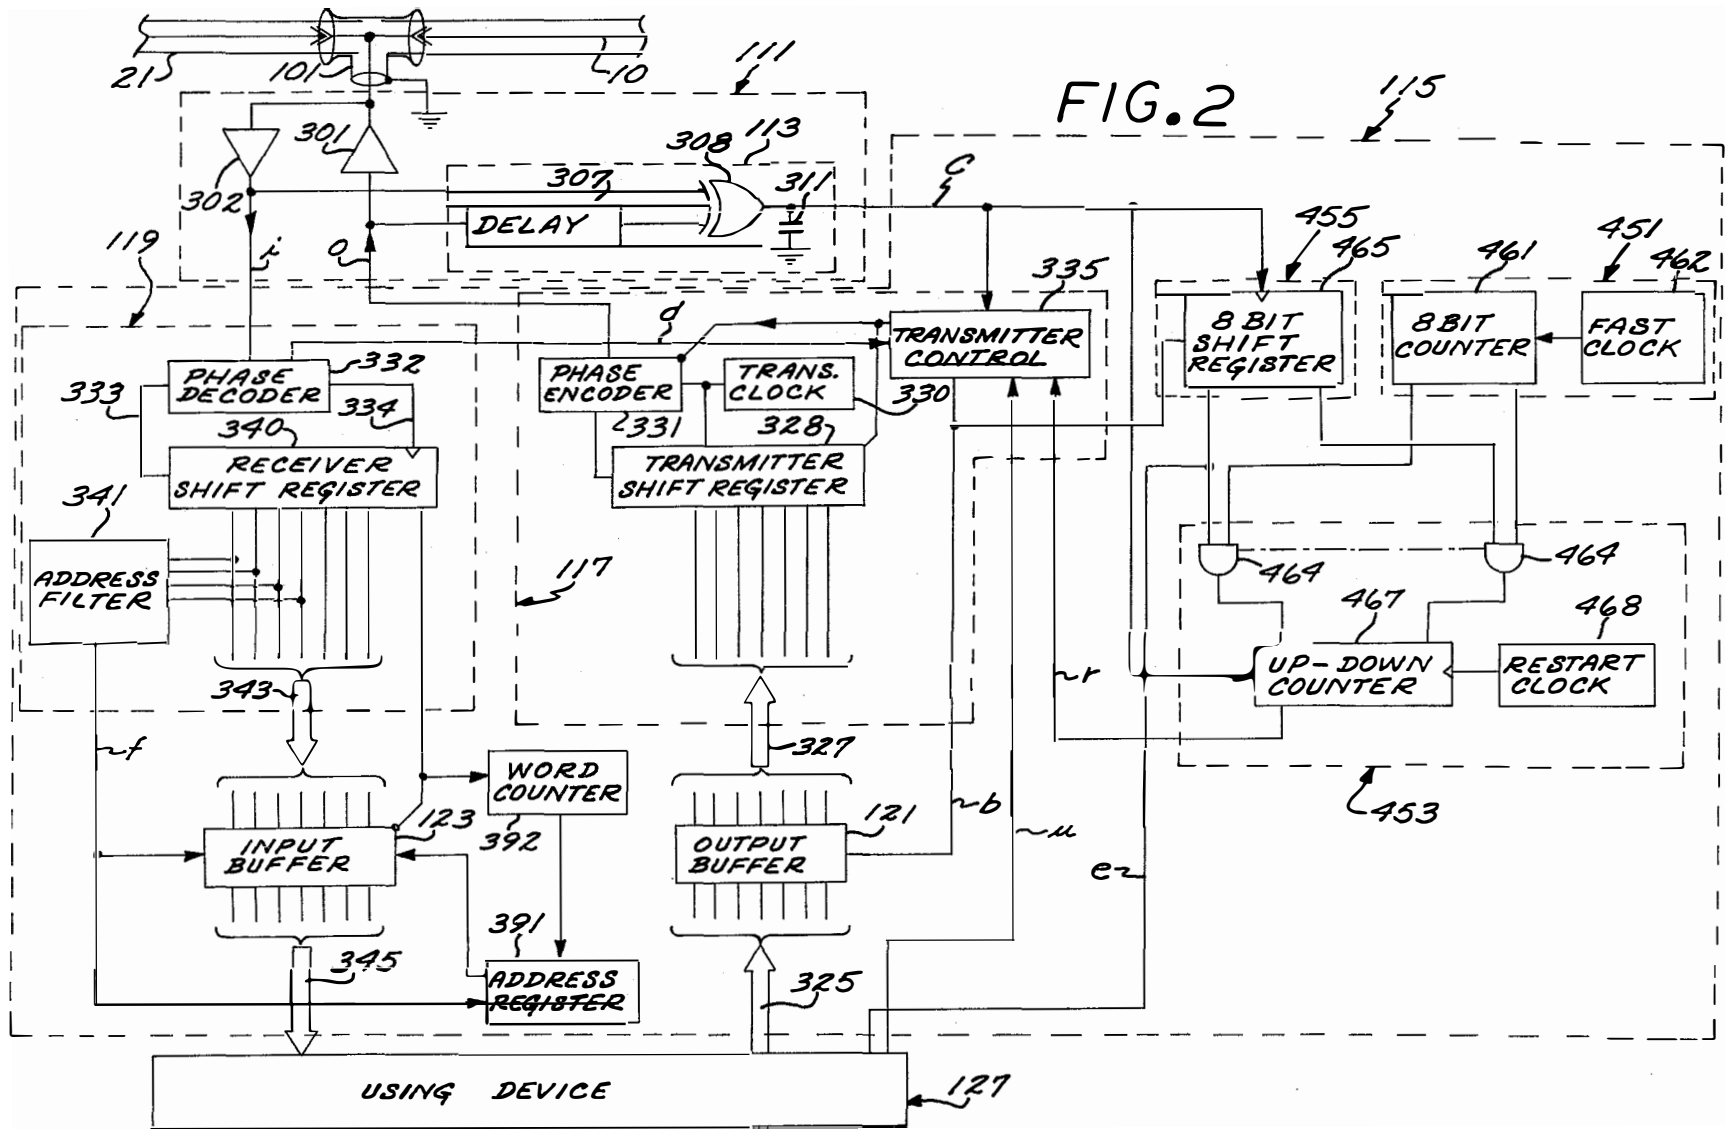 21
101
10
111
FIG. 2
115
301
113
308
302
307
311
C
DELAY
119
i
o
455
465
461
451
462
335
d
TRANSMITTER
CONTROL
8 BIT
SHIFT
REGISTER
8 BIT
COUNTER
FAST
CLOCK
333
PHASE
DECODER
332
334
PHASE
ENCODER
TRANS.
CLOCK
330
331
328
340
RECEIVER
SHIFT REGISTER
TRANSMITTER
SHIFT REGISTER
341
ADDRESS
FILTER
117
464
464
467
468
UP-DOWN
COUNTER
RESTART
CLOCK
343
r
327
f
WORD
COUNTER
392
123
INPUT
BUFFER
OUTPUT
BUFFER
121
b
u
e
453
391
ADDRESS
REGISTER
345
325
USING DEVICE
127